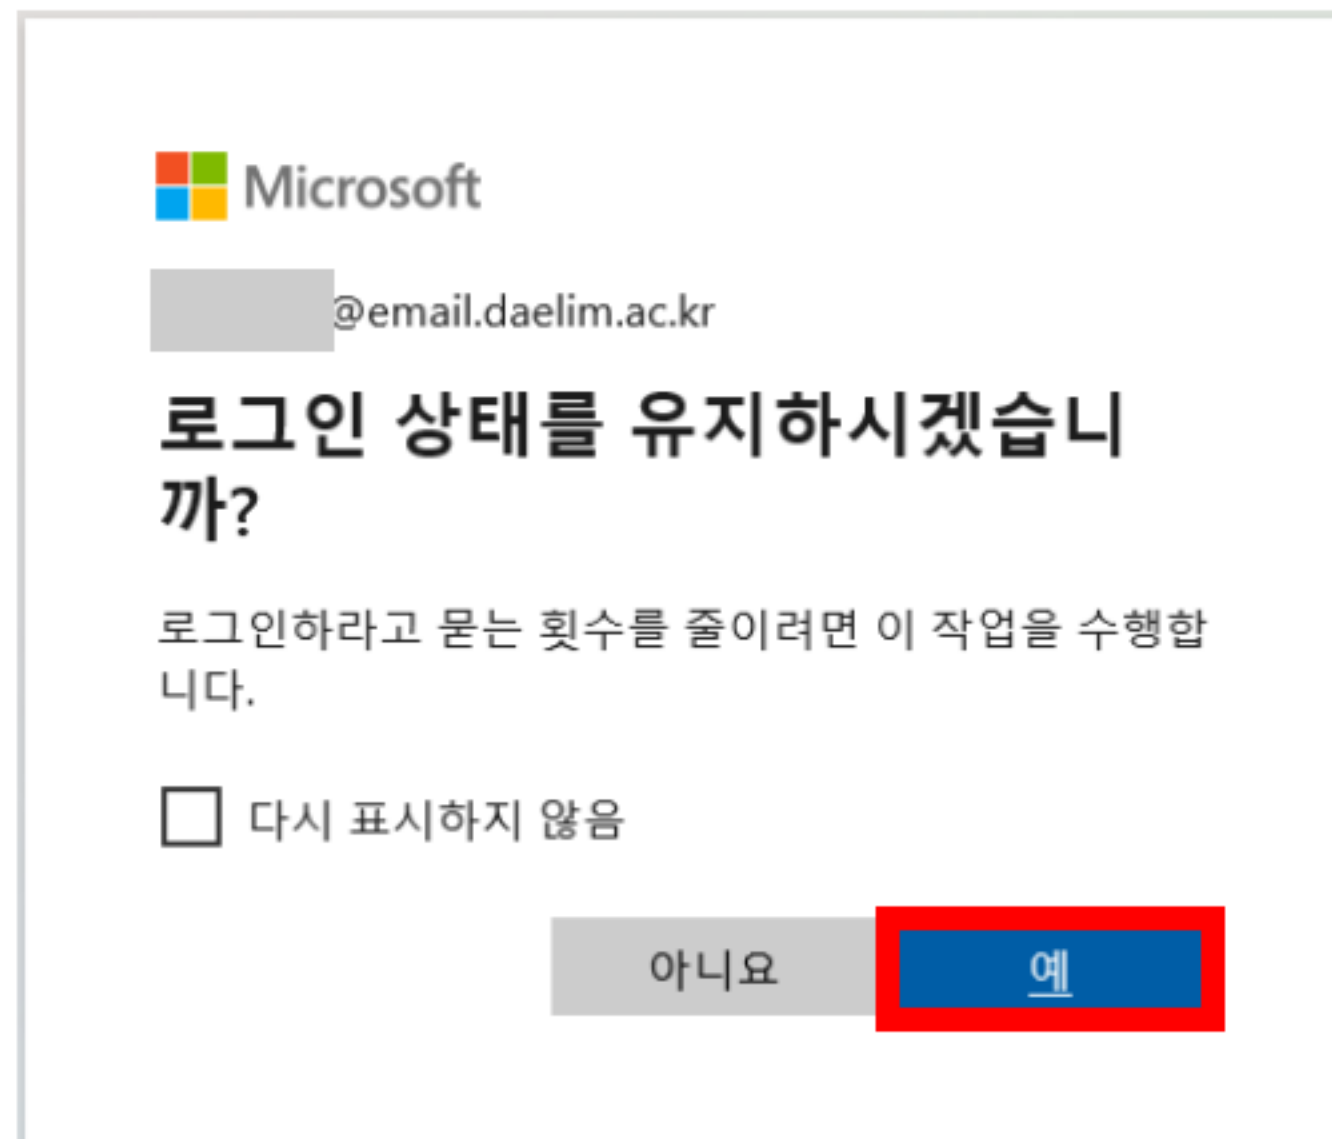 Microsoft
@email.daelim.ac.kr
로그인 상태를 유지하시겠습니
까?
로그인하라고 묻는 횟수를 줄이려면 이 작업을 수행합
니다.
다시 표시하지 않음
아니요 예